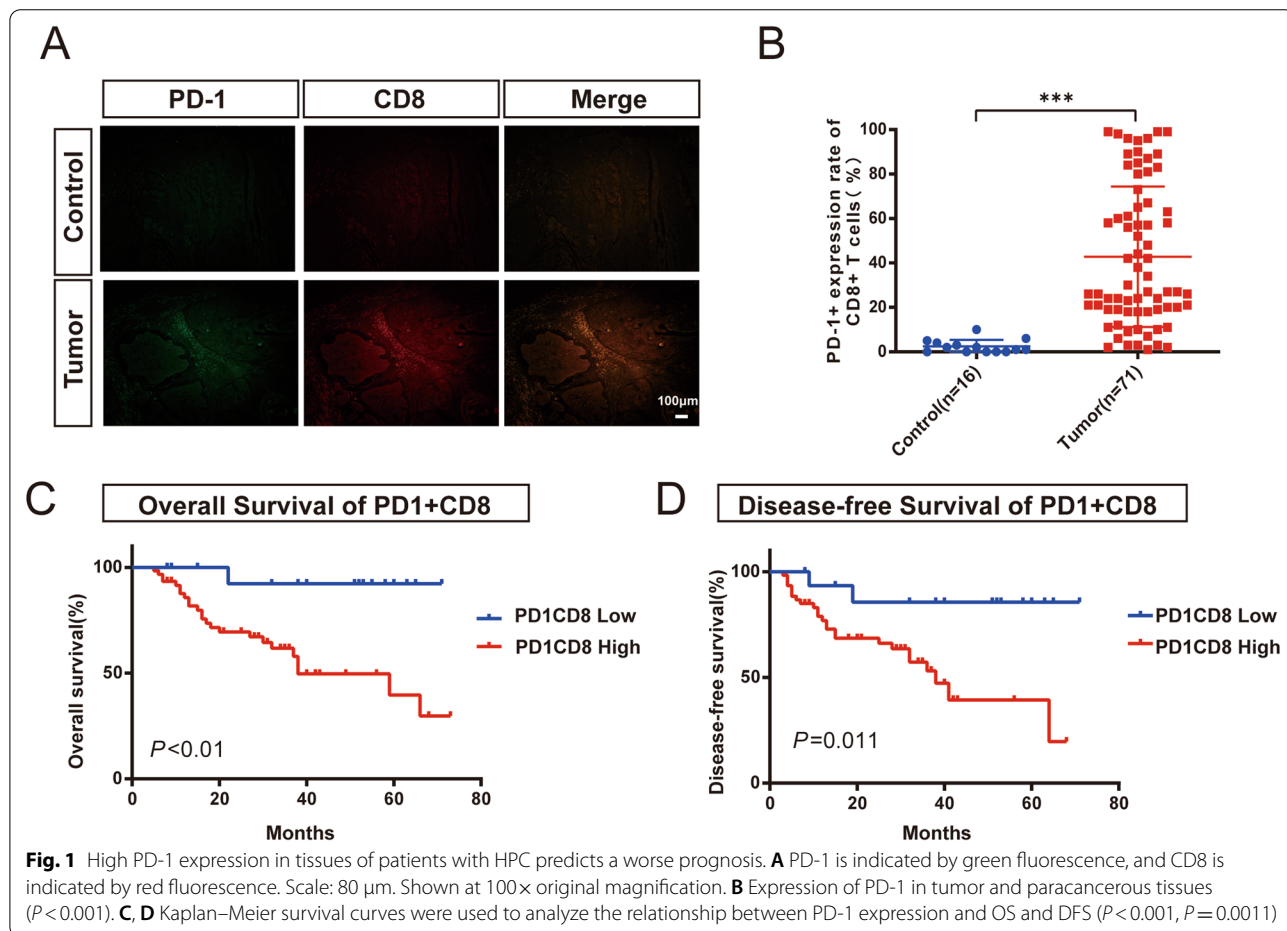 A
PD-1
CD8
Merge
Control
Tumor
100μm
B
***
PD-1+ expression rate of
CD8+ T cells( %)
100
80
60
40
20
0
Control(n=16)
Tumor(n=71)
C
Overall Survival of PD1+CD8
Overall survival(%)
100
50
0
0 20 40 60 80
Months
PD1CD8 Low
PD1CD8 High
P<0.01
D
Disease-free Survival of PD1+CD8
Disease-free survival(%)
100
50
0
0 20 40 60 80
Months
PD1CD8 Low
PD1CD8 High
P=0.011
Fig. 1 High PD-1 expression in tissues of patients with HPC predicts a worse prognosis. A PD-1 is indicated by green fluorescence, and CD8 is
indicated by red fluorescence. Scale: 80 μm. Shown at 100× original magnification. B Expression of PD-1 in tumor and paracancerous tissues
(P < 0.001). C, D Kaplan–Meier survival curves were used to analyze the relationship between PD-1 expression and OS and DFS (P < 0.001, P = 0.0011)